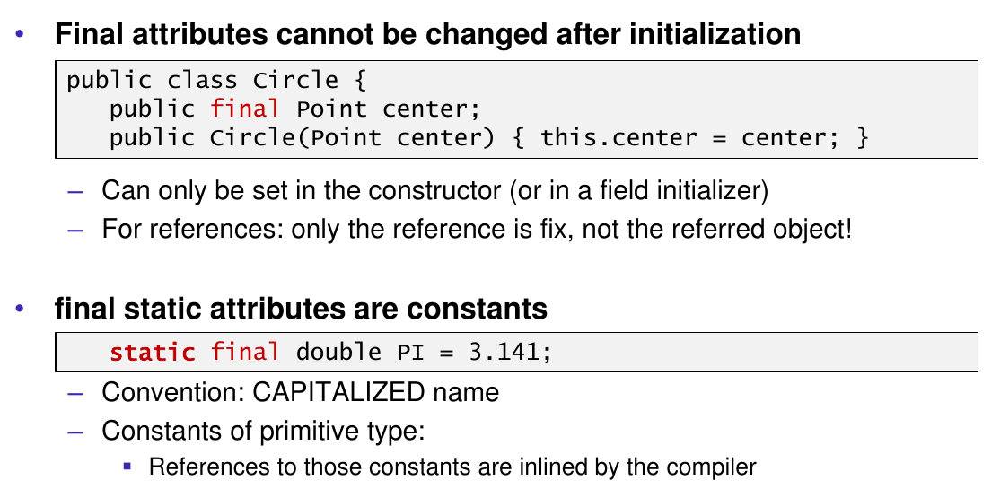 • Final attributes cannot be changed after initialization
public class Circle {
public final Point center;
public Circle(Point center) { this.center = center; }
– Can only be set in the constructor (or in a field initializer)
– For references: only the reference is fix, not the referred object!
• final static attributes are constants
static final double PI = 3.141;
– Convention: CAPITALIZED name
– Constants of primitive type:
▪ References to those constants are inlined by the compiler